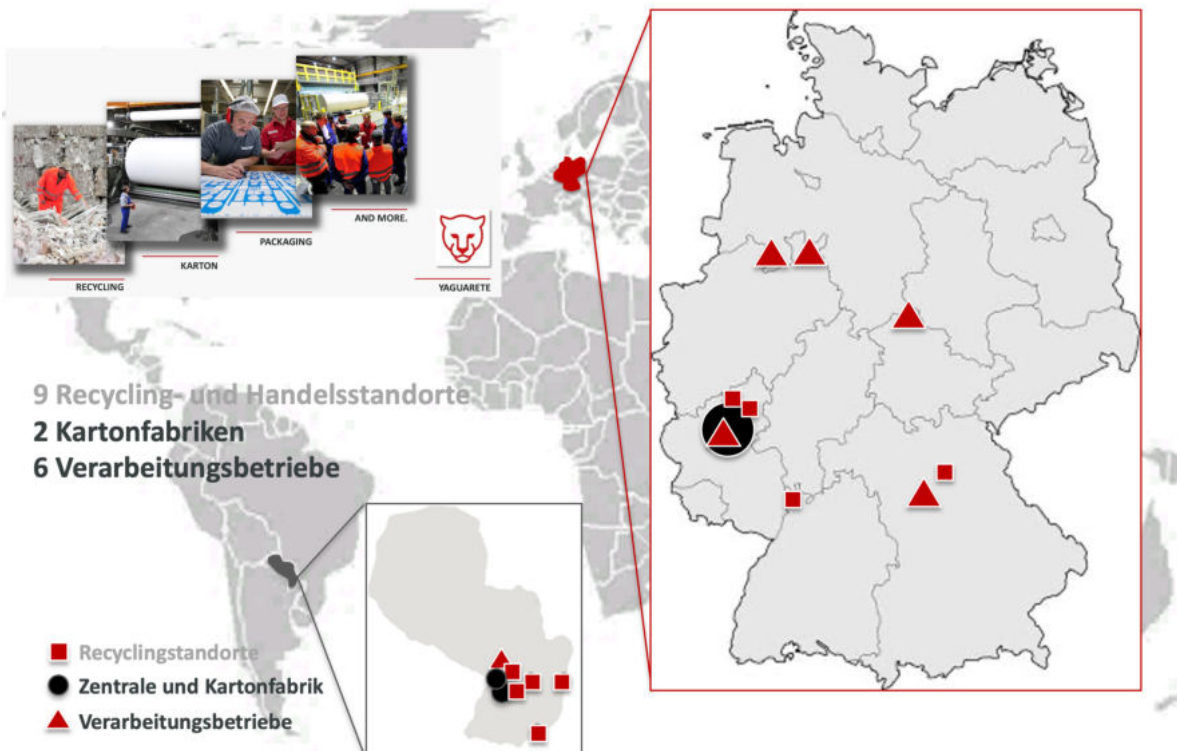 AND MORE.
PACKAGING
KARTON
RECYCLING
YAGUARETE
9 Recycling- und Handelsstandorte
2 Kartonfabriken
6 Verarbeitungsbetriebe
Recyclingstandorte
Zentrale und Kartonfabrik
Verarbeitungsbetriebe